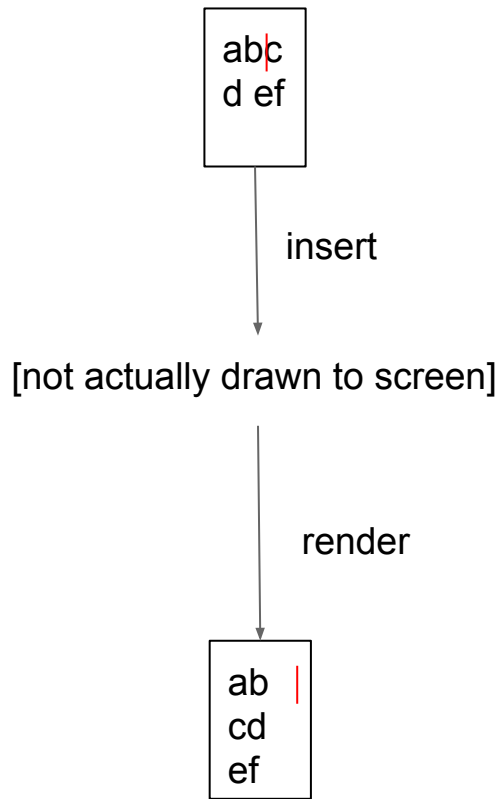 abc
d ef
insert
[not actually drawn to screen]
render
ab
cd
ef